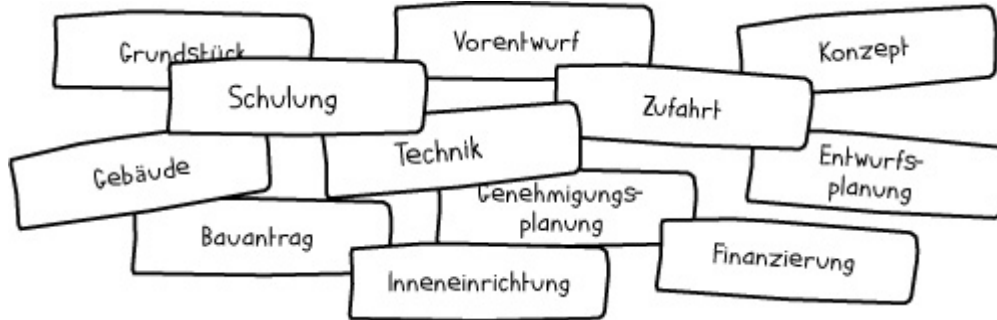 Grundstück
Vorentwurf
Konzept
Schulung
Zufahrt
Gebäude
Technik
Entwurfs-
planung
Genehmigungs-
planung
Bauantrag
Finanzierung
Inneneinrichtung